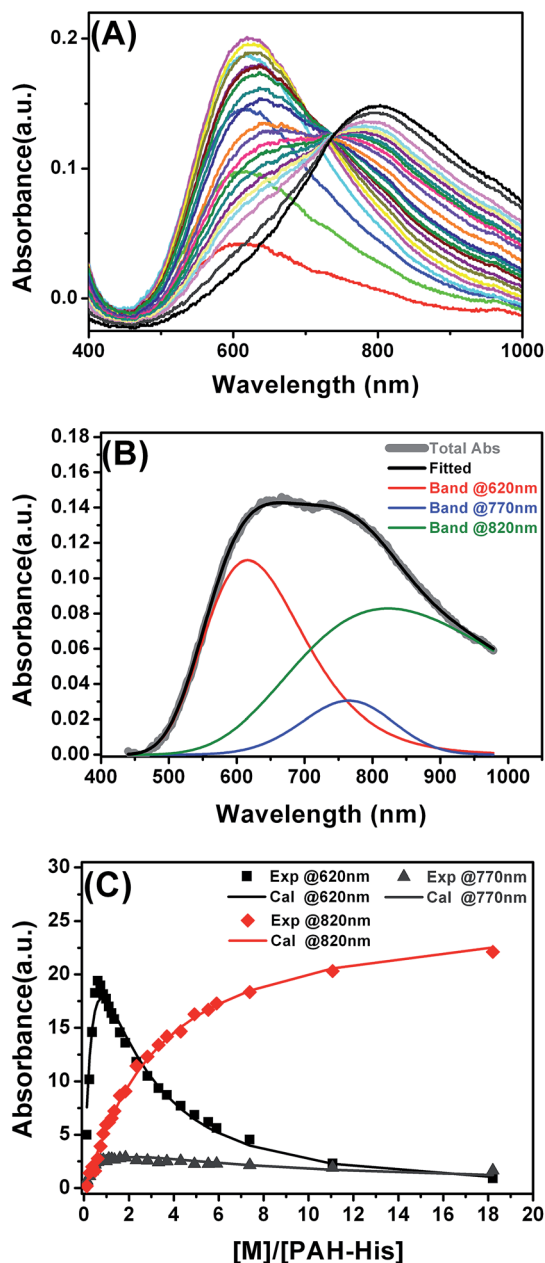 (A)
Absorbance(a.u.)
0.2
0.1
0.0
400 600 800 1000
Wavelength (nm)
(B)
Absorbance(a.u.)
0.18
0.16
0.14
0.12
0.10
0.08
0.06
0.04
0.02
0.00
Total Abs
Fitted
Band @620nm
Band @770nm
Band @820nm
400 500 600 700 800 900 1000
Wavelength (nm)
(C)
Absorbance(a.u.)
30
25
20
15
10
5
0
Exp @620nm Exp @770nm
Cal @620nm Cal @770nm
Exp @820nm
Cal @820nm
0 2 4 6 8 10 12 14 16 18 20
[M]/[PAH-His]